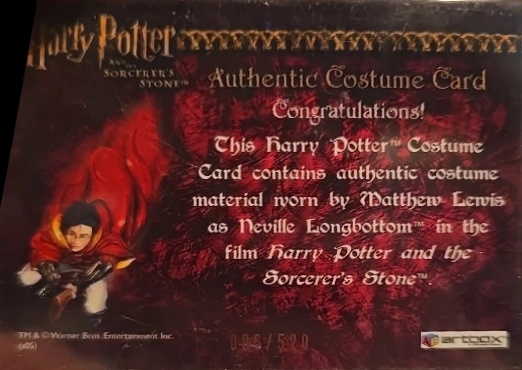 Harry Potter
AND THE
SORCERER'S
STONE™
Authentic Costume Card
Congratulations!
This Harry Potter™ Costume
Card contains authentic costume
material worn by Matthew Lewis
as Neville Longbottom™ in the
film Harry Potter and the
Sorcerer's Stone™.
TM & © Warner Bros. Entertainment Inc.
(s05)
artbox